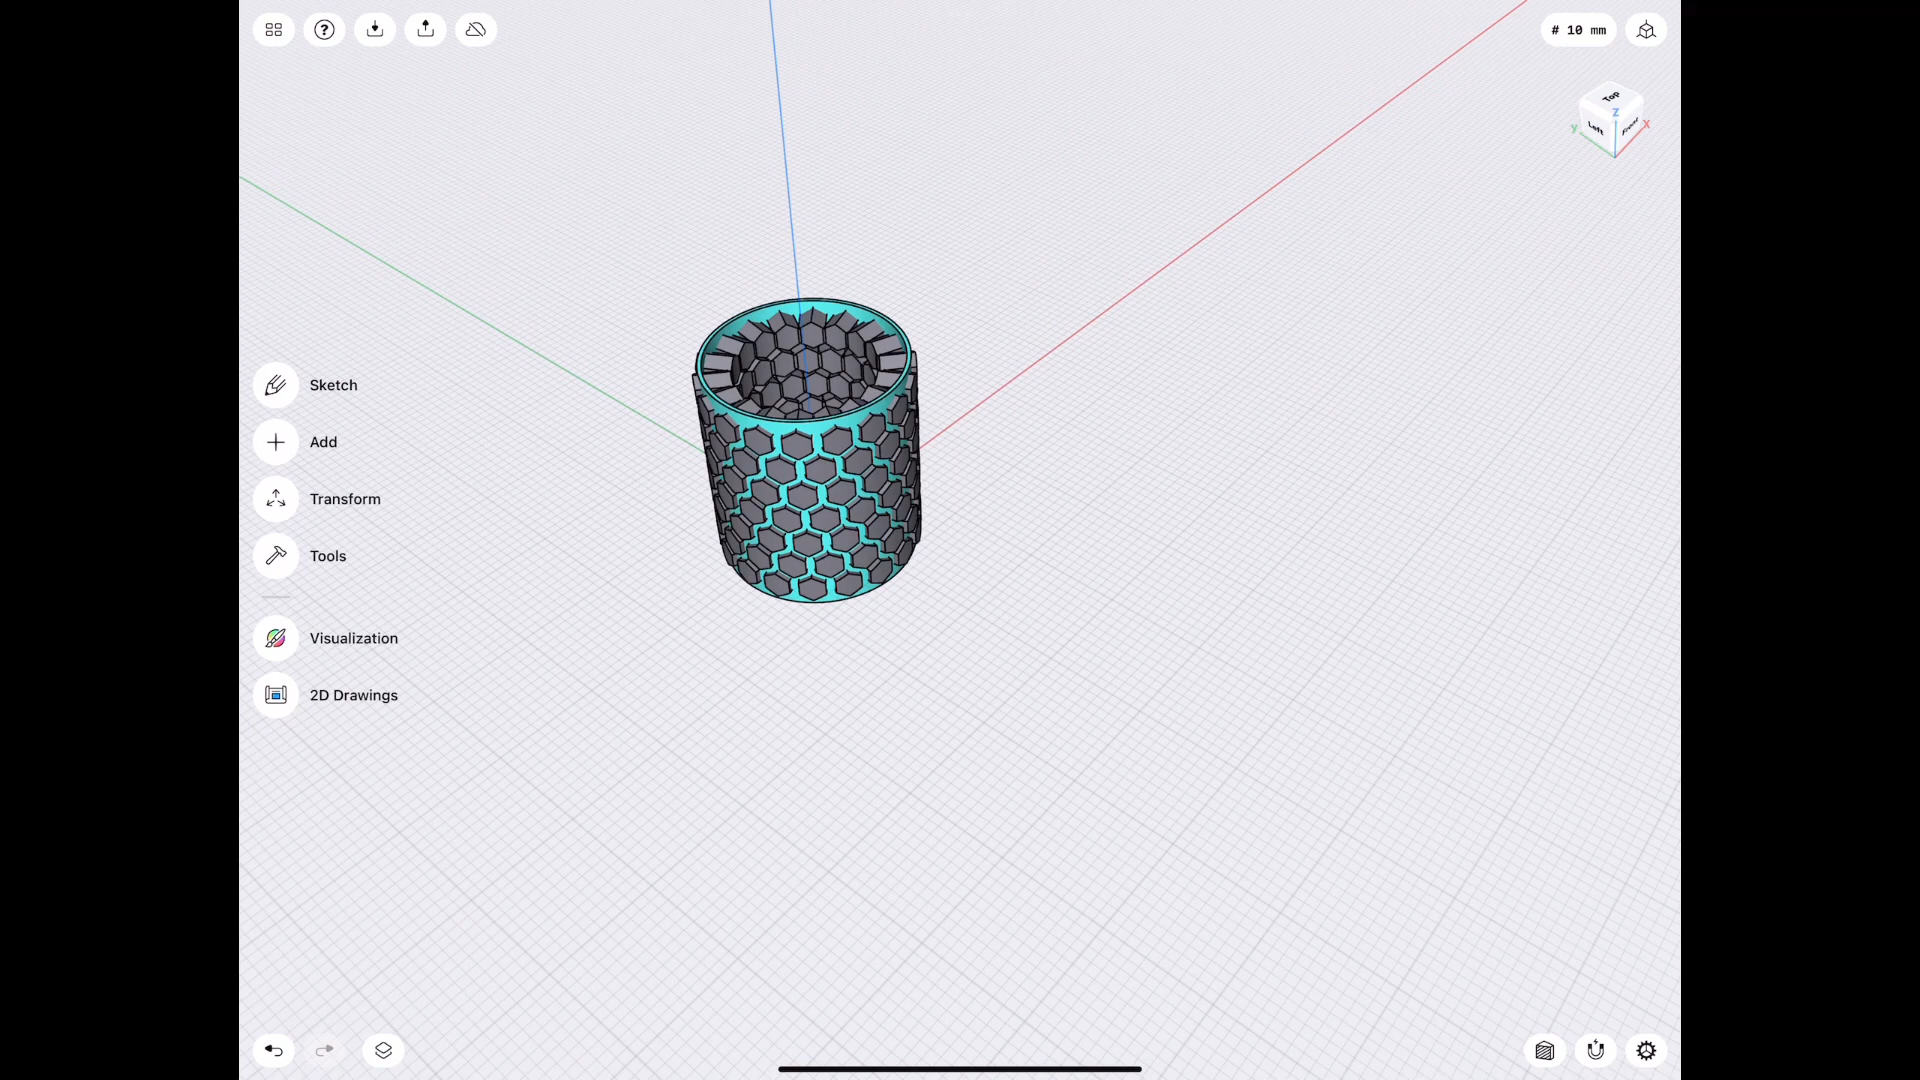 # 10 mm
Top
Z
Left
Front
y
X
Sketch
Add
Transform
Tools
Visualization
2D Drawings